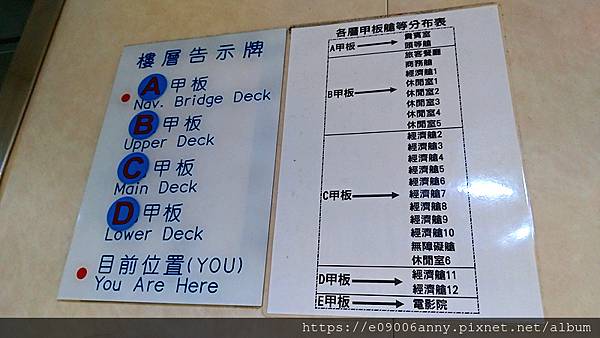 樓層告示牌
A甲板
Nav. Bridge Deck
B甲板
Upper Deck
C甲板
Main Deck
D甲板
Lower Deck
目前位置(YOU)
You Are Here
各層甲板艙等分布表
A甲板
貴賓室
頭等艙
B甲板
旅客餐廳
商務艙
經濟艙1
休閒室1
休閒室2
休閒室3
休閒室4
休閒室5
C甲板
經濟艙2
經濟艙3
經濟艙4
經濟艙5
經濟艙6
經濟艙7
經濟艙8
經濟艙9
經濟艙10
無障礙艙
休閒室6
D甲板
經濟艙11
經濟艙12
E甲板
電影院
https://e09006anny.pixnet.net/album